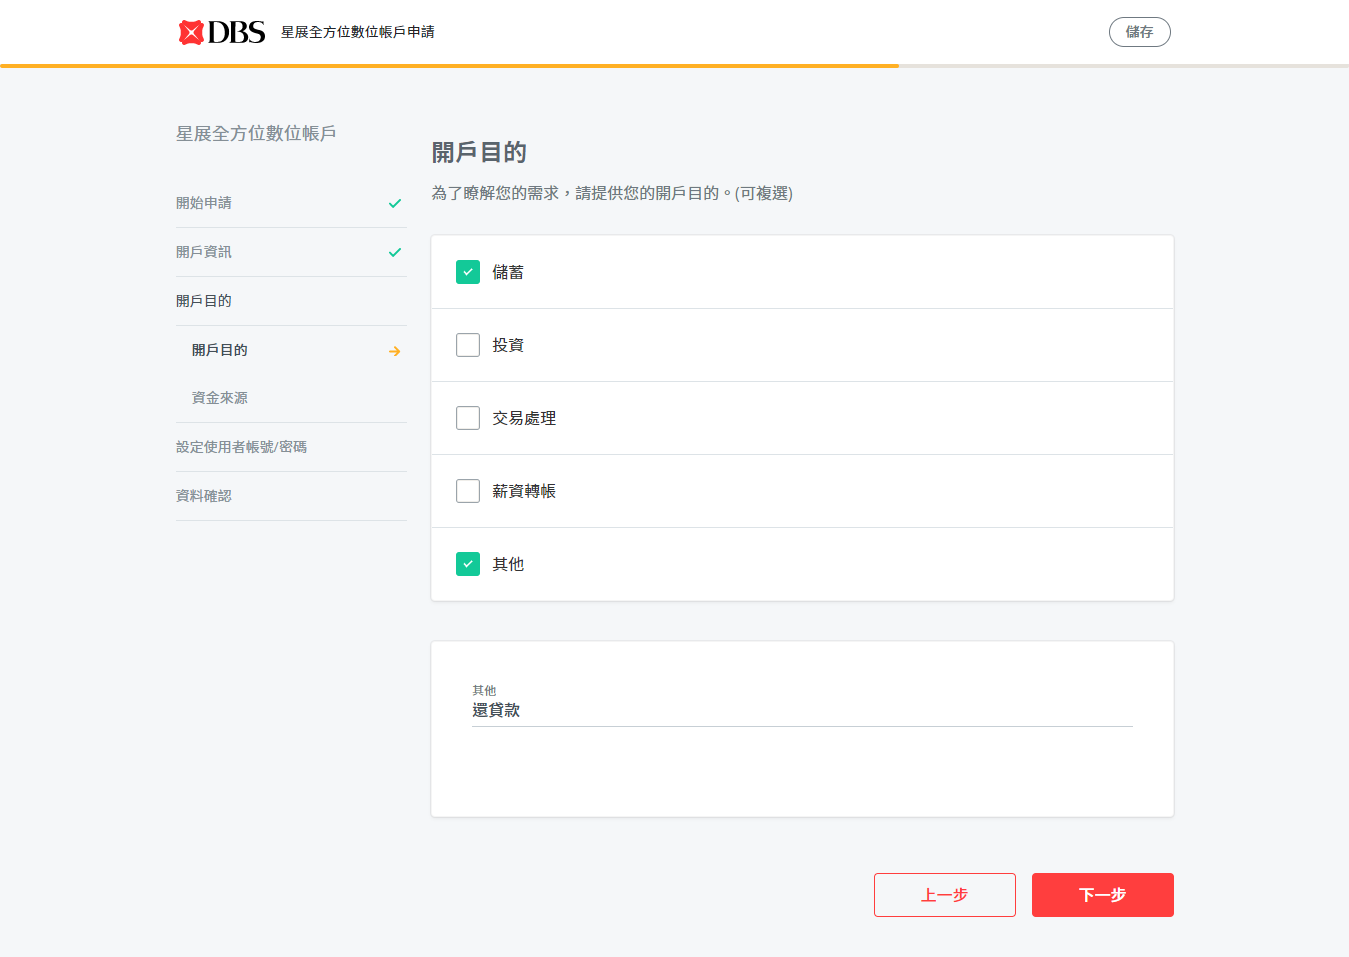 DBS 星展全方位數位帳戶申請
儲存
星展全方位數位帳戶
開始申請
開戶資訊
開戶目的
開戶目的
資金來源
設定使用者帳號/密碼
資料確認
開戶目的
為了瞭解您的需求，請提供您的開戶目的。(可複選)
儲蓄
投資
交易處理
薪資轉帳
其他
其他
還貸款
上一步
下一步